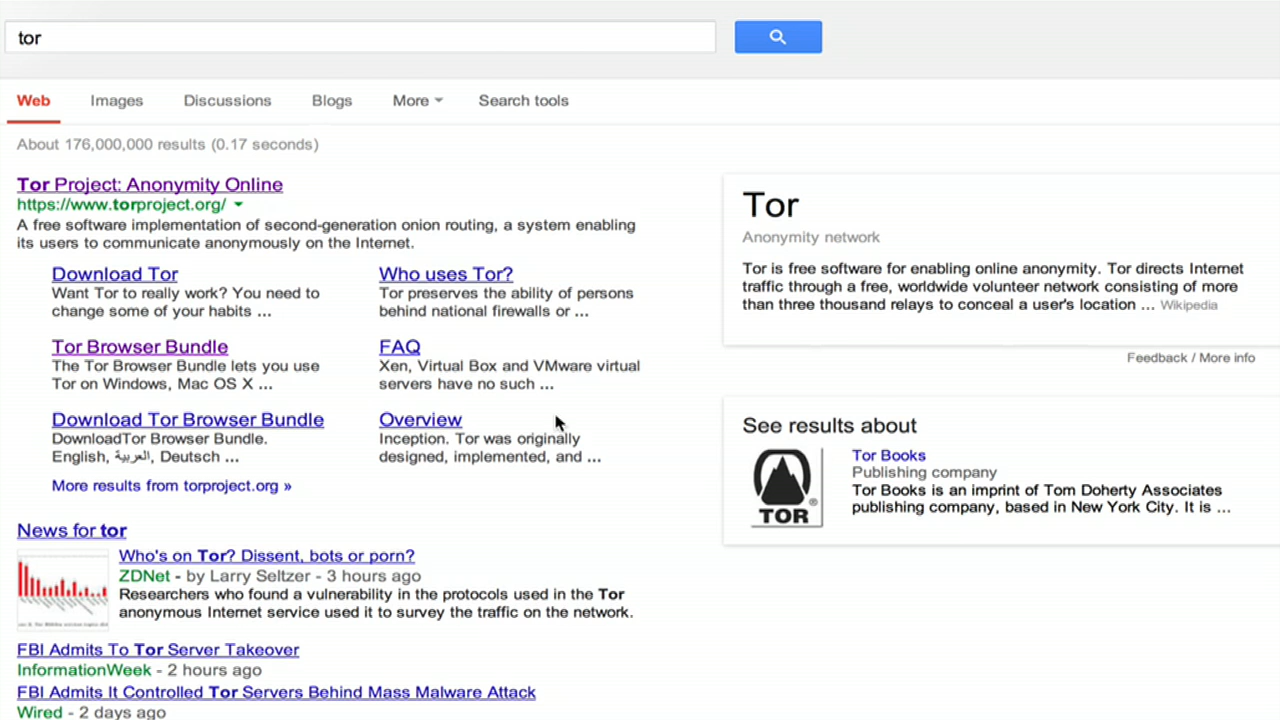 tor
Web Images Discussions Blogs More Search tools
About 176,000,000 results (0.17 seconds)
Tor Project: Anonymity Online
https://www.torproject.org/
A free software implementation of second-generation onion routing, a system enabling
its users to communicate anonymously on the Internet.
Download Tor
Want Tor to really work? You need to
change some of your habits ...
Who uses Tor?
Tor preserves the ability of persons
behind national firewalls or ...
Tor Browser Bundle
The Tor Browser Bundle lets you use
Tor on Windows, Mac OS X ...
FAQ
Xen, Virtual Box and VMware virtual
servers have no such ...
Download Tor Browser Bundle
DownloadTor Browser Bundle.
English, العربية, Deutsch ...
Overview
Inception. Tor was originally
designed, implemented, and ...
More results from torproject.org »
News for tor
Who's on Tor? Dissent, bots or porn?
ZDNet - by Larry Seltzer - 3 hours ago
Researchers who found a vulnerability in the protocols used in the Tor
anonymous Internet service used it to survey the traffic on the network.
FBI Admits To Tor Server Takeover
InformationWeek - 2 hours ago
FBI Admits It Controlled Tor Servers Behind Mass Malware Attack
Wired - 2 days ago
Tor
Anonymity network
Tor is free software for enabling online anonymity. Tor directs Internet
traffic through a free, worldwide volunteer network consisting of more
than three thousand relays to conceal a user's location ... Wikipedia
Feedback / More info
See results about
TOR ®
Tor Books
Publishing company
Tor Books is an imprint of Tom Doherty Associates
publishing company, based in New York City. It is ...